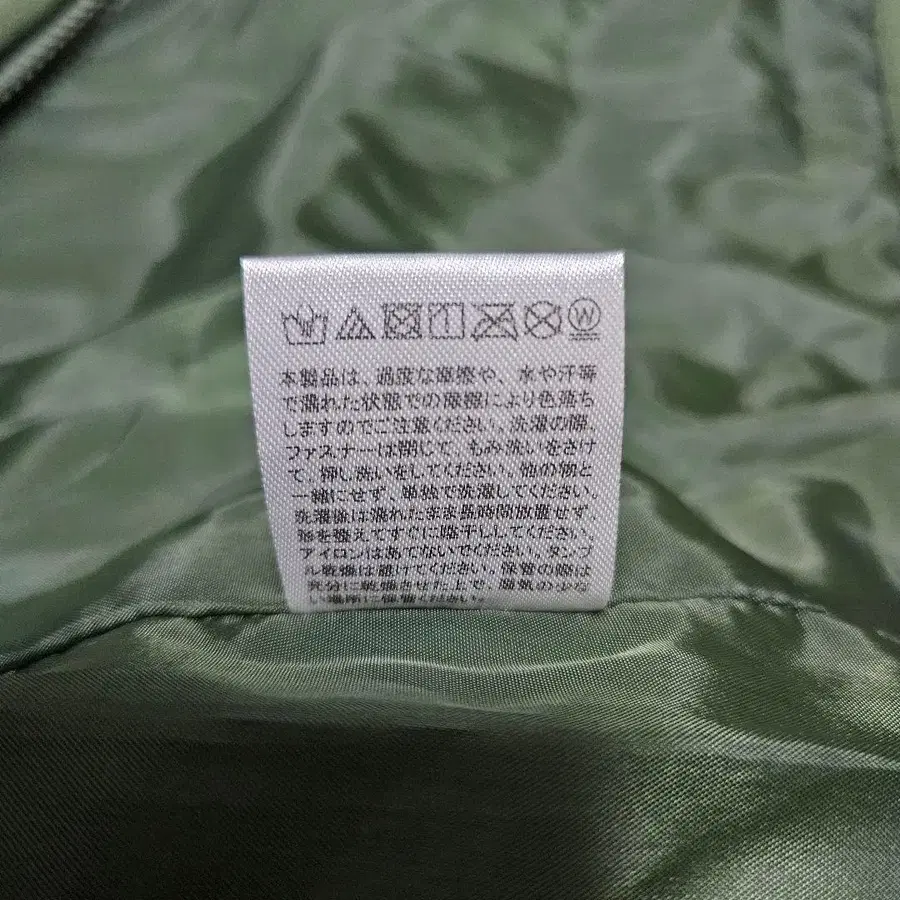 W
本製品は、過度な摩擦や、水や汗等
で濡れた状態での摩擦により色落ち
しますのでご注意ください。洗濯の際、
ファスナーは閉じて、もみ洗いをさけ
て、押し洗いをしてください。他の物と
一緒にせず、単独で洗濯してください。
洗濯後は濡れたまま長時間放置せず、
形を整えてすぐに陰干ししてください。
アイロンはあてないでください。タンブ
ル乾燥は避けてください。保管の際は
充分に乾燥させた上で、湿気の少な
い場所に保管ください。